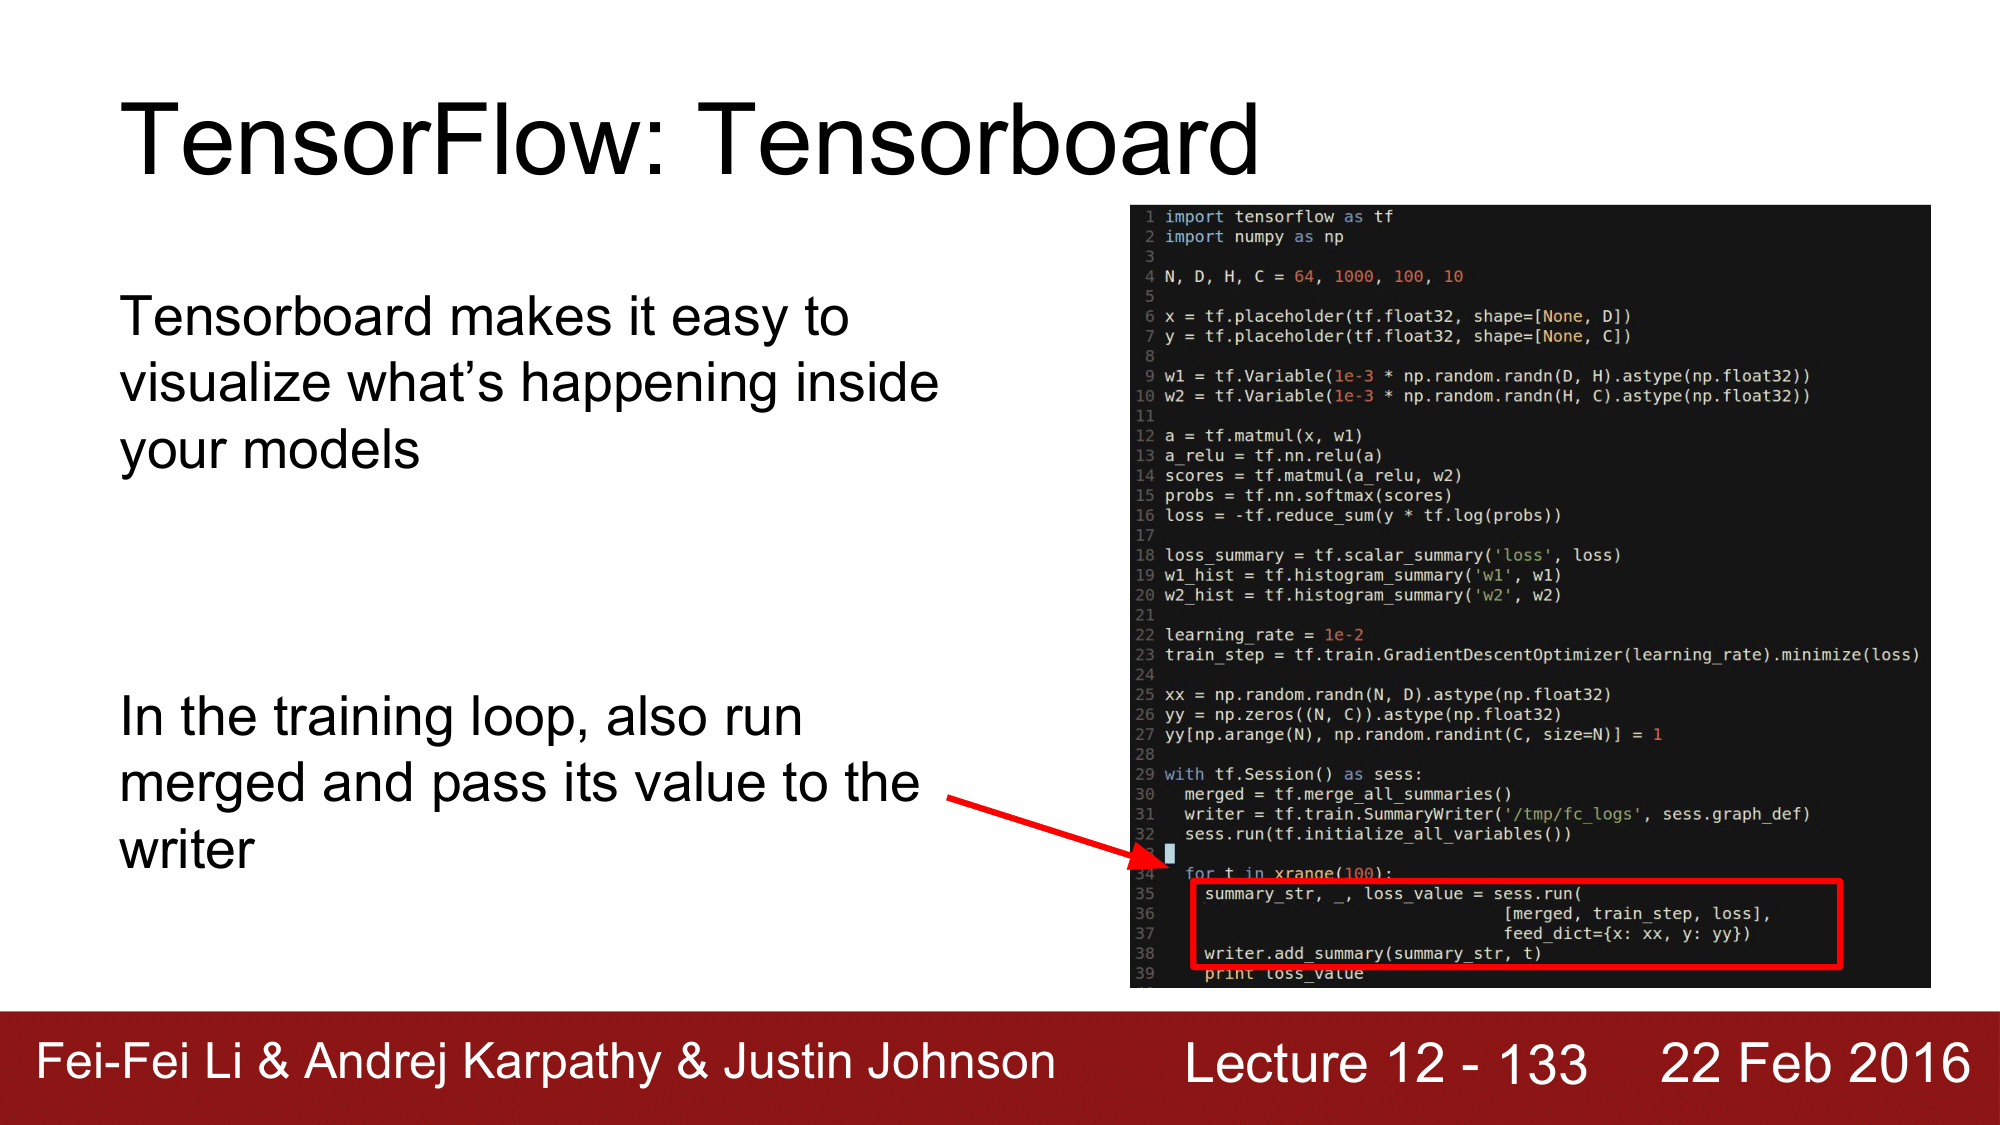 TensorFlow: Tensorboard
Tensorboard makes it easy to
visualize what's happening inside
your models
In the training loop, also run
merged and pass its value to the
writer
1 import tensorflow as tf
2 import numpy as np
3
4 N, D, H, C = 64, 1000, 100, 10
5
6 x = tf.placeholder(tf.float32, shape=[None, D])
7 y = tf.placeholder(tf.float32, shape=[None, C])
8
9 w1 = tf.Variable(1e-3 * np.random.randn(D, H).astype(np.float32))
10 w2 = tf.Variable(1e-3 * np.random.randn(H, C).astype(np.float32))
11
12 a = tf.matmul(x, w1)
13 a_relu = tf.nn.relu(a)
14 scores = tf.matmul(a_relu, w2)
15 probs = tf.nn.softmax(scores)
16 loss = -tf.reduce_sum(y * tf.log(probs))
17
18 loss_summary = tf.scalar_summary('loss', loss)
19 w1_hist = tf.histogram_summary('w1', w1)
20 w2_hist = tf.histogram_summary('w2', w2)
21
22 learning_rate = 1e-2
23 train_step = tf.train.GradientDescentOptimizer(learning_rate).minimize(loss)
24
25 xx = np.random.randn(N, D).astype(np.float32)
26 yy = np.zeros((N, C)).astype(np.float32)
27 yy[np.arange(N), np.random.randint(C, size=N)] = 1
28
29 with tf.Session() as sess:
30   merged = tf.merge_all_summaries()
31   writer = tf.train.SummaryWriter('/tmp/fc_logs', sess.graph_def)
32   sess.run(tf.initialize_all_variables())
34   for t in xrange(100):
35     summary_str, _, loss_value = sess.run(
36                                   [merged, train_step, loss],
37                                   feed_dict={x: xx, y: yy})
38     writer.add_summary(summary_str, t)
39     print loss_value
Fei-Fei Li & Andrej Karpathy & Justin Johnson
Lecture 12 - 133
22 Feb 2016